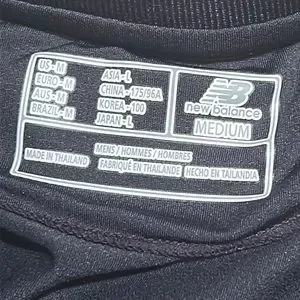 US - M
EURO - M
AUS - M
BRAZIL - M
ASIA - L
CHINA - 175/96A
KOREA - 100
JAPAN - L
NB
new balance
MEDIUM
MADE IN THAILAND
MENS / HOMMES / HOMBRES
FABRIQUÉ EN THAÏLANDE
HECHO EN TAILANDIA